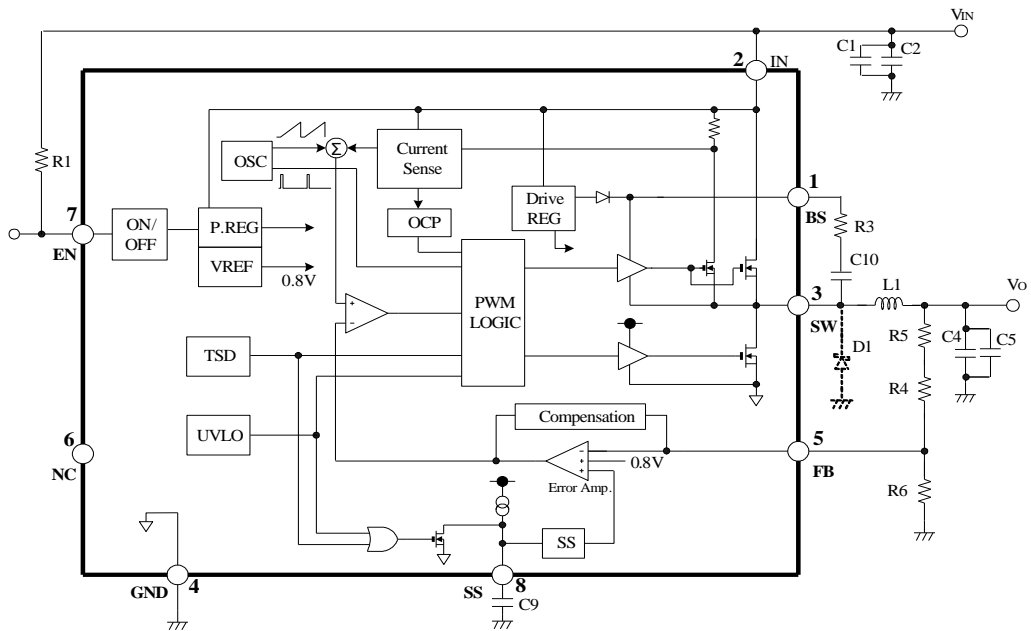 VIN
C1
C2
2
IN
R1
OSC
Σ
Current
Sense
1
BS
Drive
REG
R3
7
EN
ON/
OFF
P.REG
OCP
VREF
0.8V
C10
L1
VO
3
SW
+
−
PWM
LOGIC
R5
C4
C5
D1
TSD
R4
Compensation
6
NC
UVLO
5
FB
−
+
+
0.8V
Error Amp.
R6
SS
GND
4
SS
8
C9